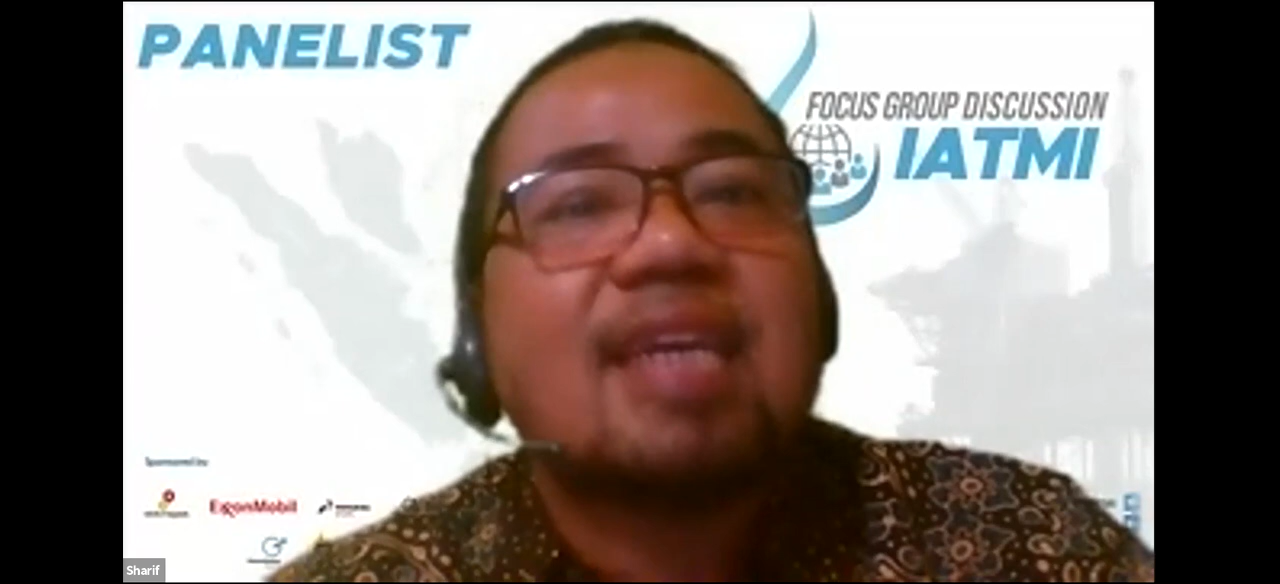 PANELIST
FOCUS GROUP DISCUSSION
IATMI
Sponsored by
ExxonMobil
Sharif